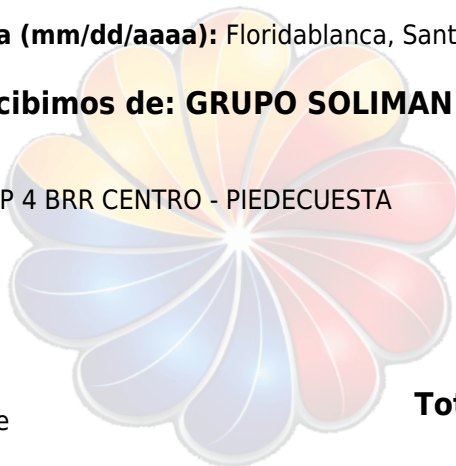 a (mm/dd/aaaa): Floridablanca, Sant
cibimos de: GRUPO SOLIMAN
P 4 BRR CENTRO - PIEDECUESTA
Tot
e